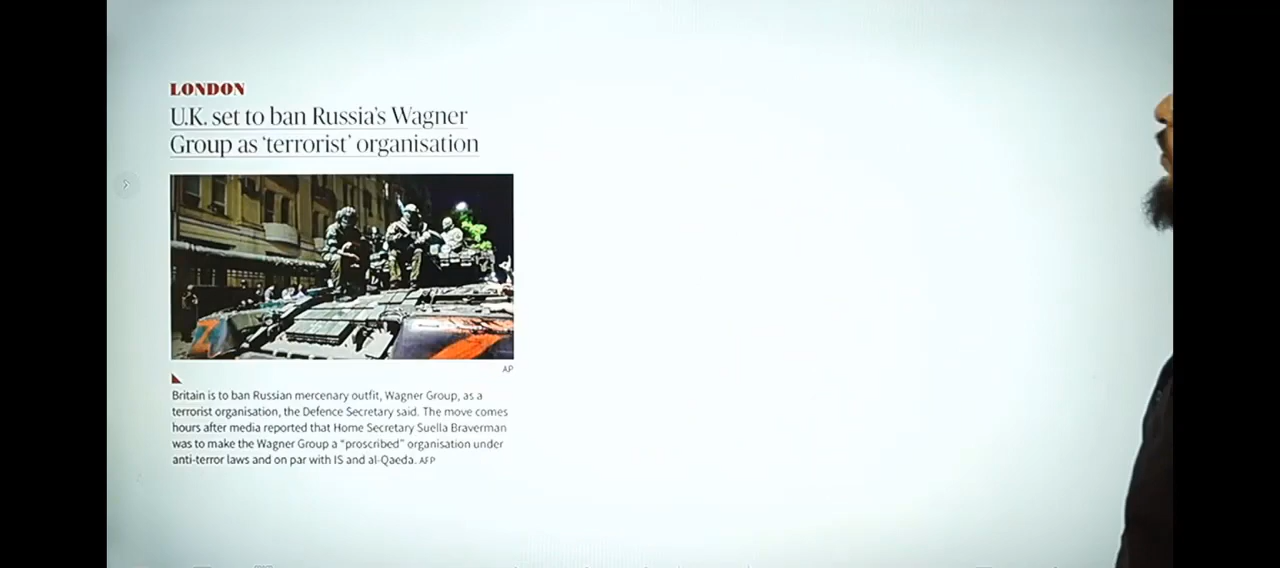 LONDON
U.K. set to ban Russia's Wagner
Group as ‘terrorist’ organisation
AP
Britain is to ban Russian mercenary outfit, Wagner Group, as a
terrorist organisation, the Defence Secretary said. The move comes
hours after media reported that Home Secretary Suella Braverman
was to make the Wagner Group a “proscribed” organisation under
anti-terror laws and on par with IS and al-Qaeda. AFP